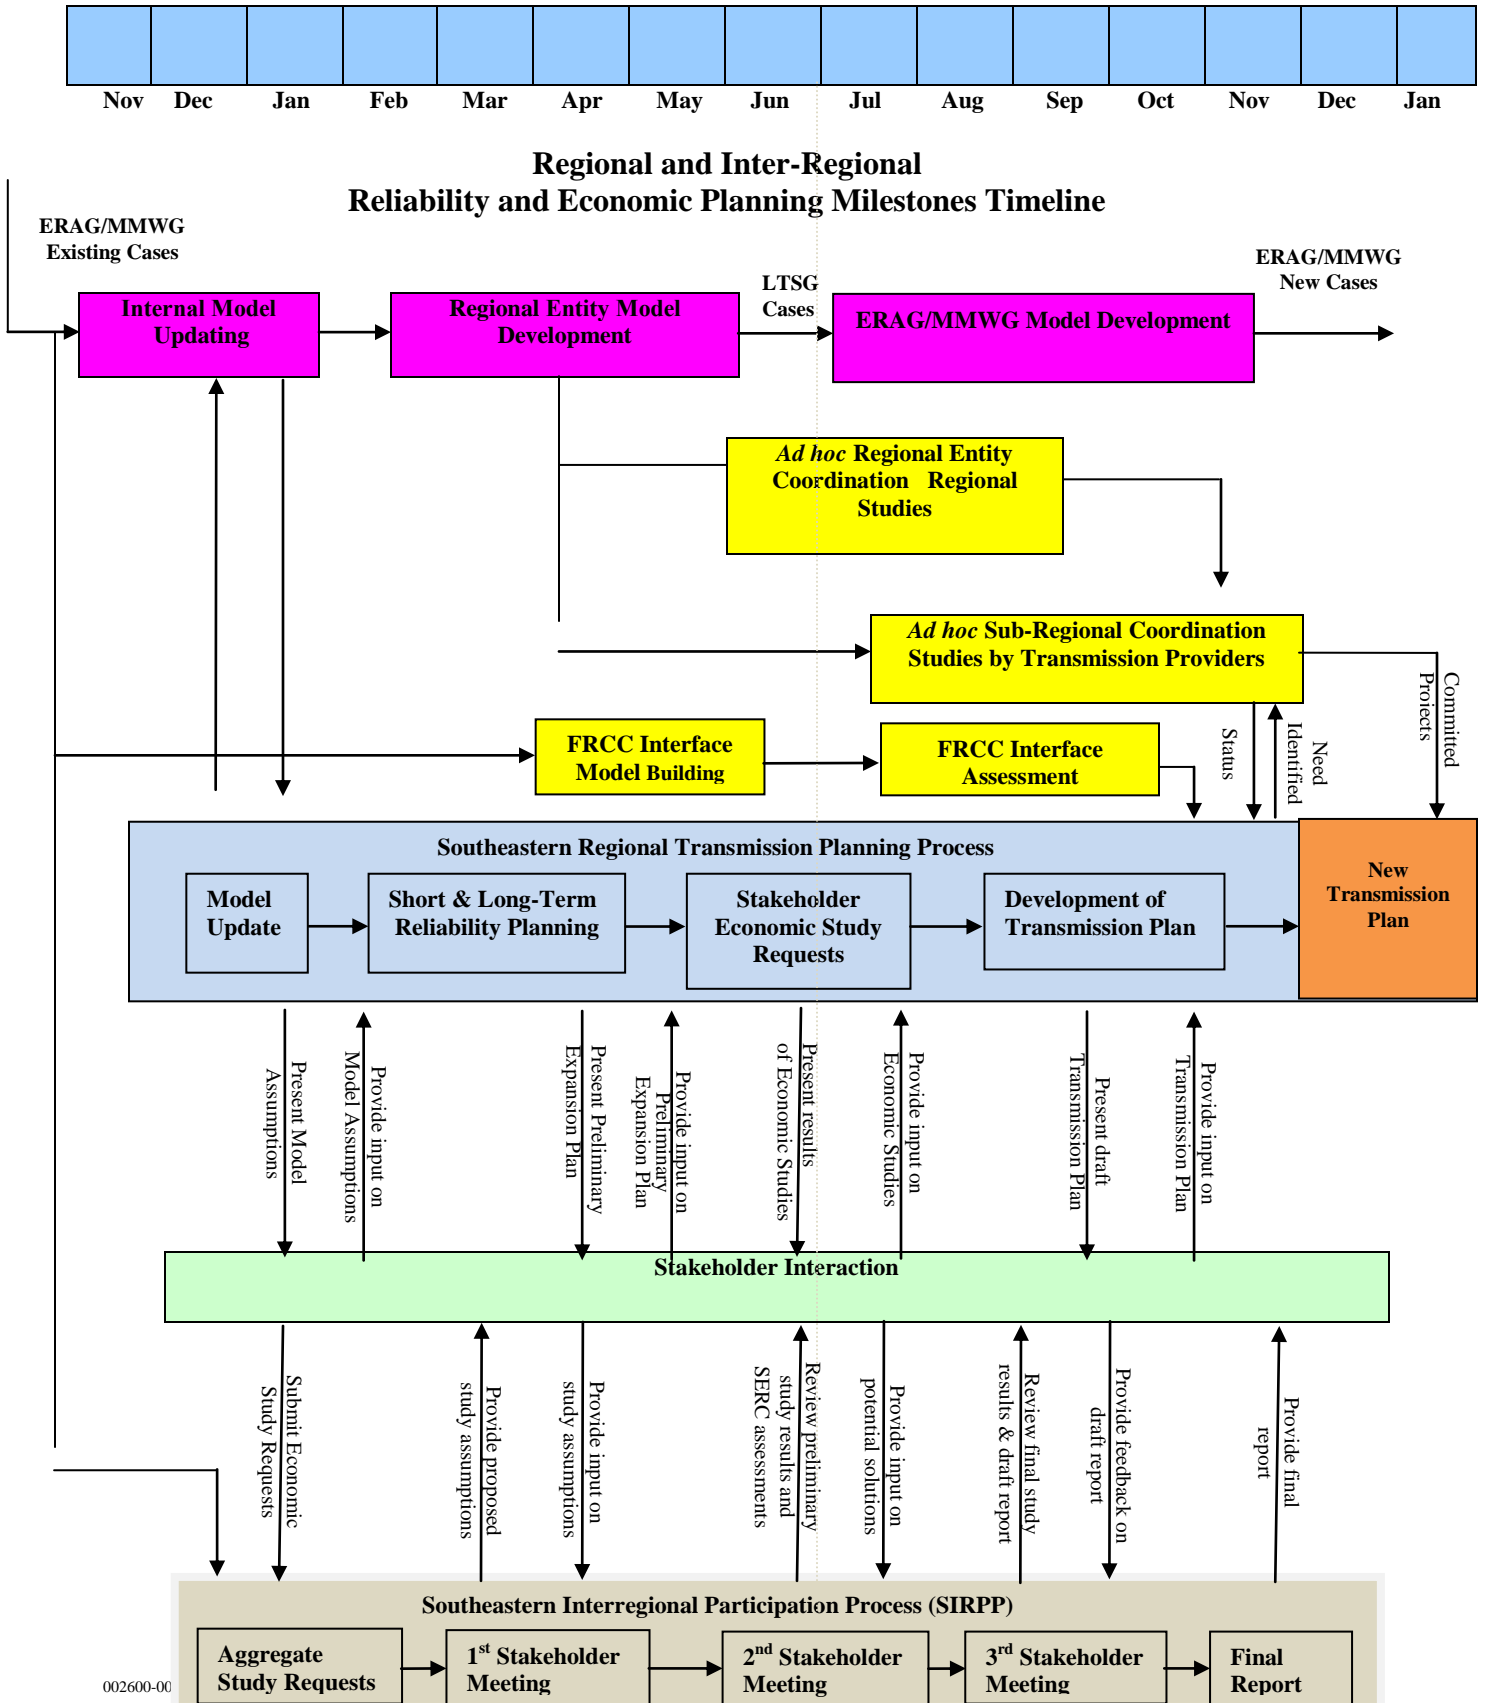 Nov Dec Jan Feb Mar Apr May Jun Jul Aug Sep Oct Nov Dec Jan
Regional and Inter-Regional
Reliability and Economic Planning Milestones Timeline
ERAG/MMWG
Existing Cases
LTSG
Cases
ERAG/MMWG
New Cases
Internal Model
Updating
Regional Entity Model
Development
ERAG/MMWG Model Development
Ad hoc Regional Entity
Coordination Regional
Studies
Ad hoc Sub-Regional Coordination
Studies by Transmission Providers
Committed
Projects
FRCC Interface
Model Building
FRCC Interface
Assessment
Status
Need
Identified
Southeastern Regional Transmission Planning Process
Model
Update
Short & Long-Term
Reliability Planning
Stakeholder
Economic Study
Requests
Development of
Transmission Plan
New
Transmission
Plan
Present Model
Assumptions
Provide input on
Model Assumptions
Present Preliminary
Expansion Plan
Provide input on
Preliminary
Expansion Plan
Present results
of Economic Studies
Provide input on
Economic Studies
Present draft
Transmission Plan
Provide input on
Transmission Plan
Stakeholder Interaction
Submit Economic
Study Requests
Provide proposed
study assumptions
Provide input on
study assumptions
Review preliminary
study results and
SERC assessments
Provide input on
potential solutions
Review final study
results & draft report
Provide feedback on
draft report
Provide final
report
Southeastern Interregional Participation Process (SIRPP)
Aggregate
Study Requests
1st Stakeholder
Meeting
2nd Stakeholder
Meeting
3rd Stakeholder
Meeting
Final
Report
002600-00